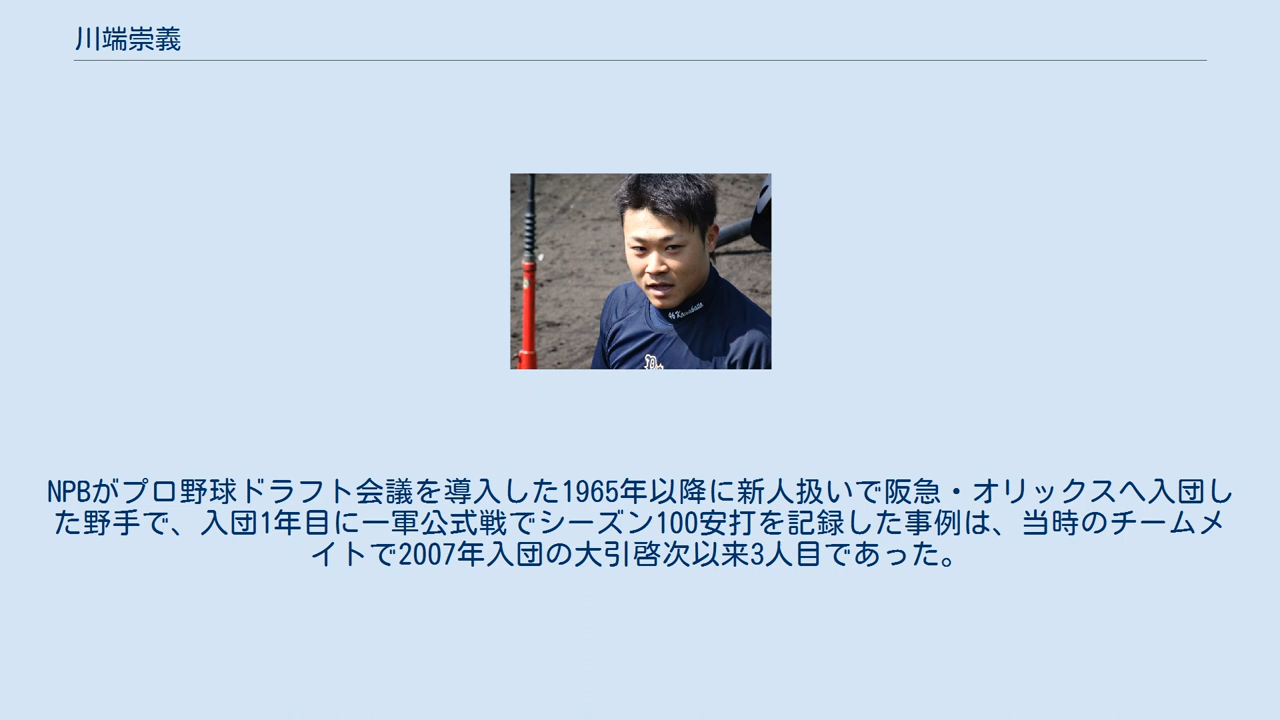 川端崇義
NPBがプロ野球ドラフト会議を導入した1965年以降に新人扱いで阪急・オリックスへ入団し
た野手で、入団1年目に一軍公式戦でシーズン100安打を記録した事例は、当時のチームメ
イトで2007年入団の大引啓次以来3人目であった。